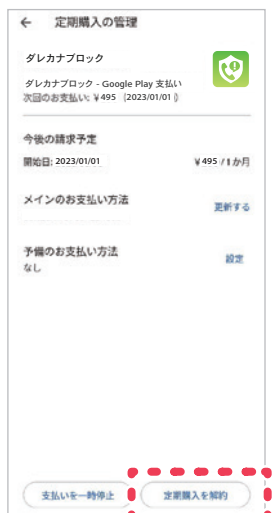 ← 定期購入の管理
ダレカナブロック
ダレカナブロック - Google Play 支払い
次回のお支払い: ¥495 (2023/01/01)
今後の請求予定
開始日: 2023/01/01 ¥495 /1か月
メインのお支払い方法
更新する
予備のお支払い方法
設定
なし
支払いを一時停止 定期購入を解約